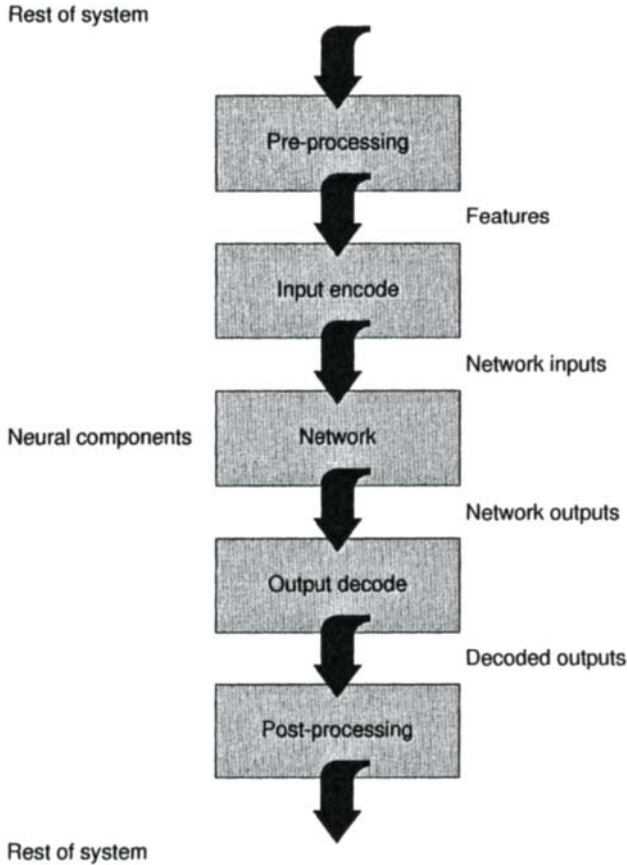 Rest of system
Pre-processing
Features
Input encode
Network inputs
Neural components
Network
Network outputs
Output decode
Decoded outputs
Post-processing
Rest of system